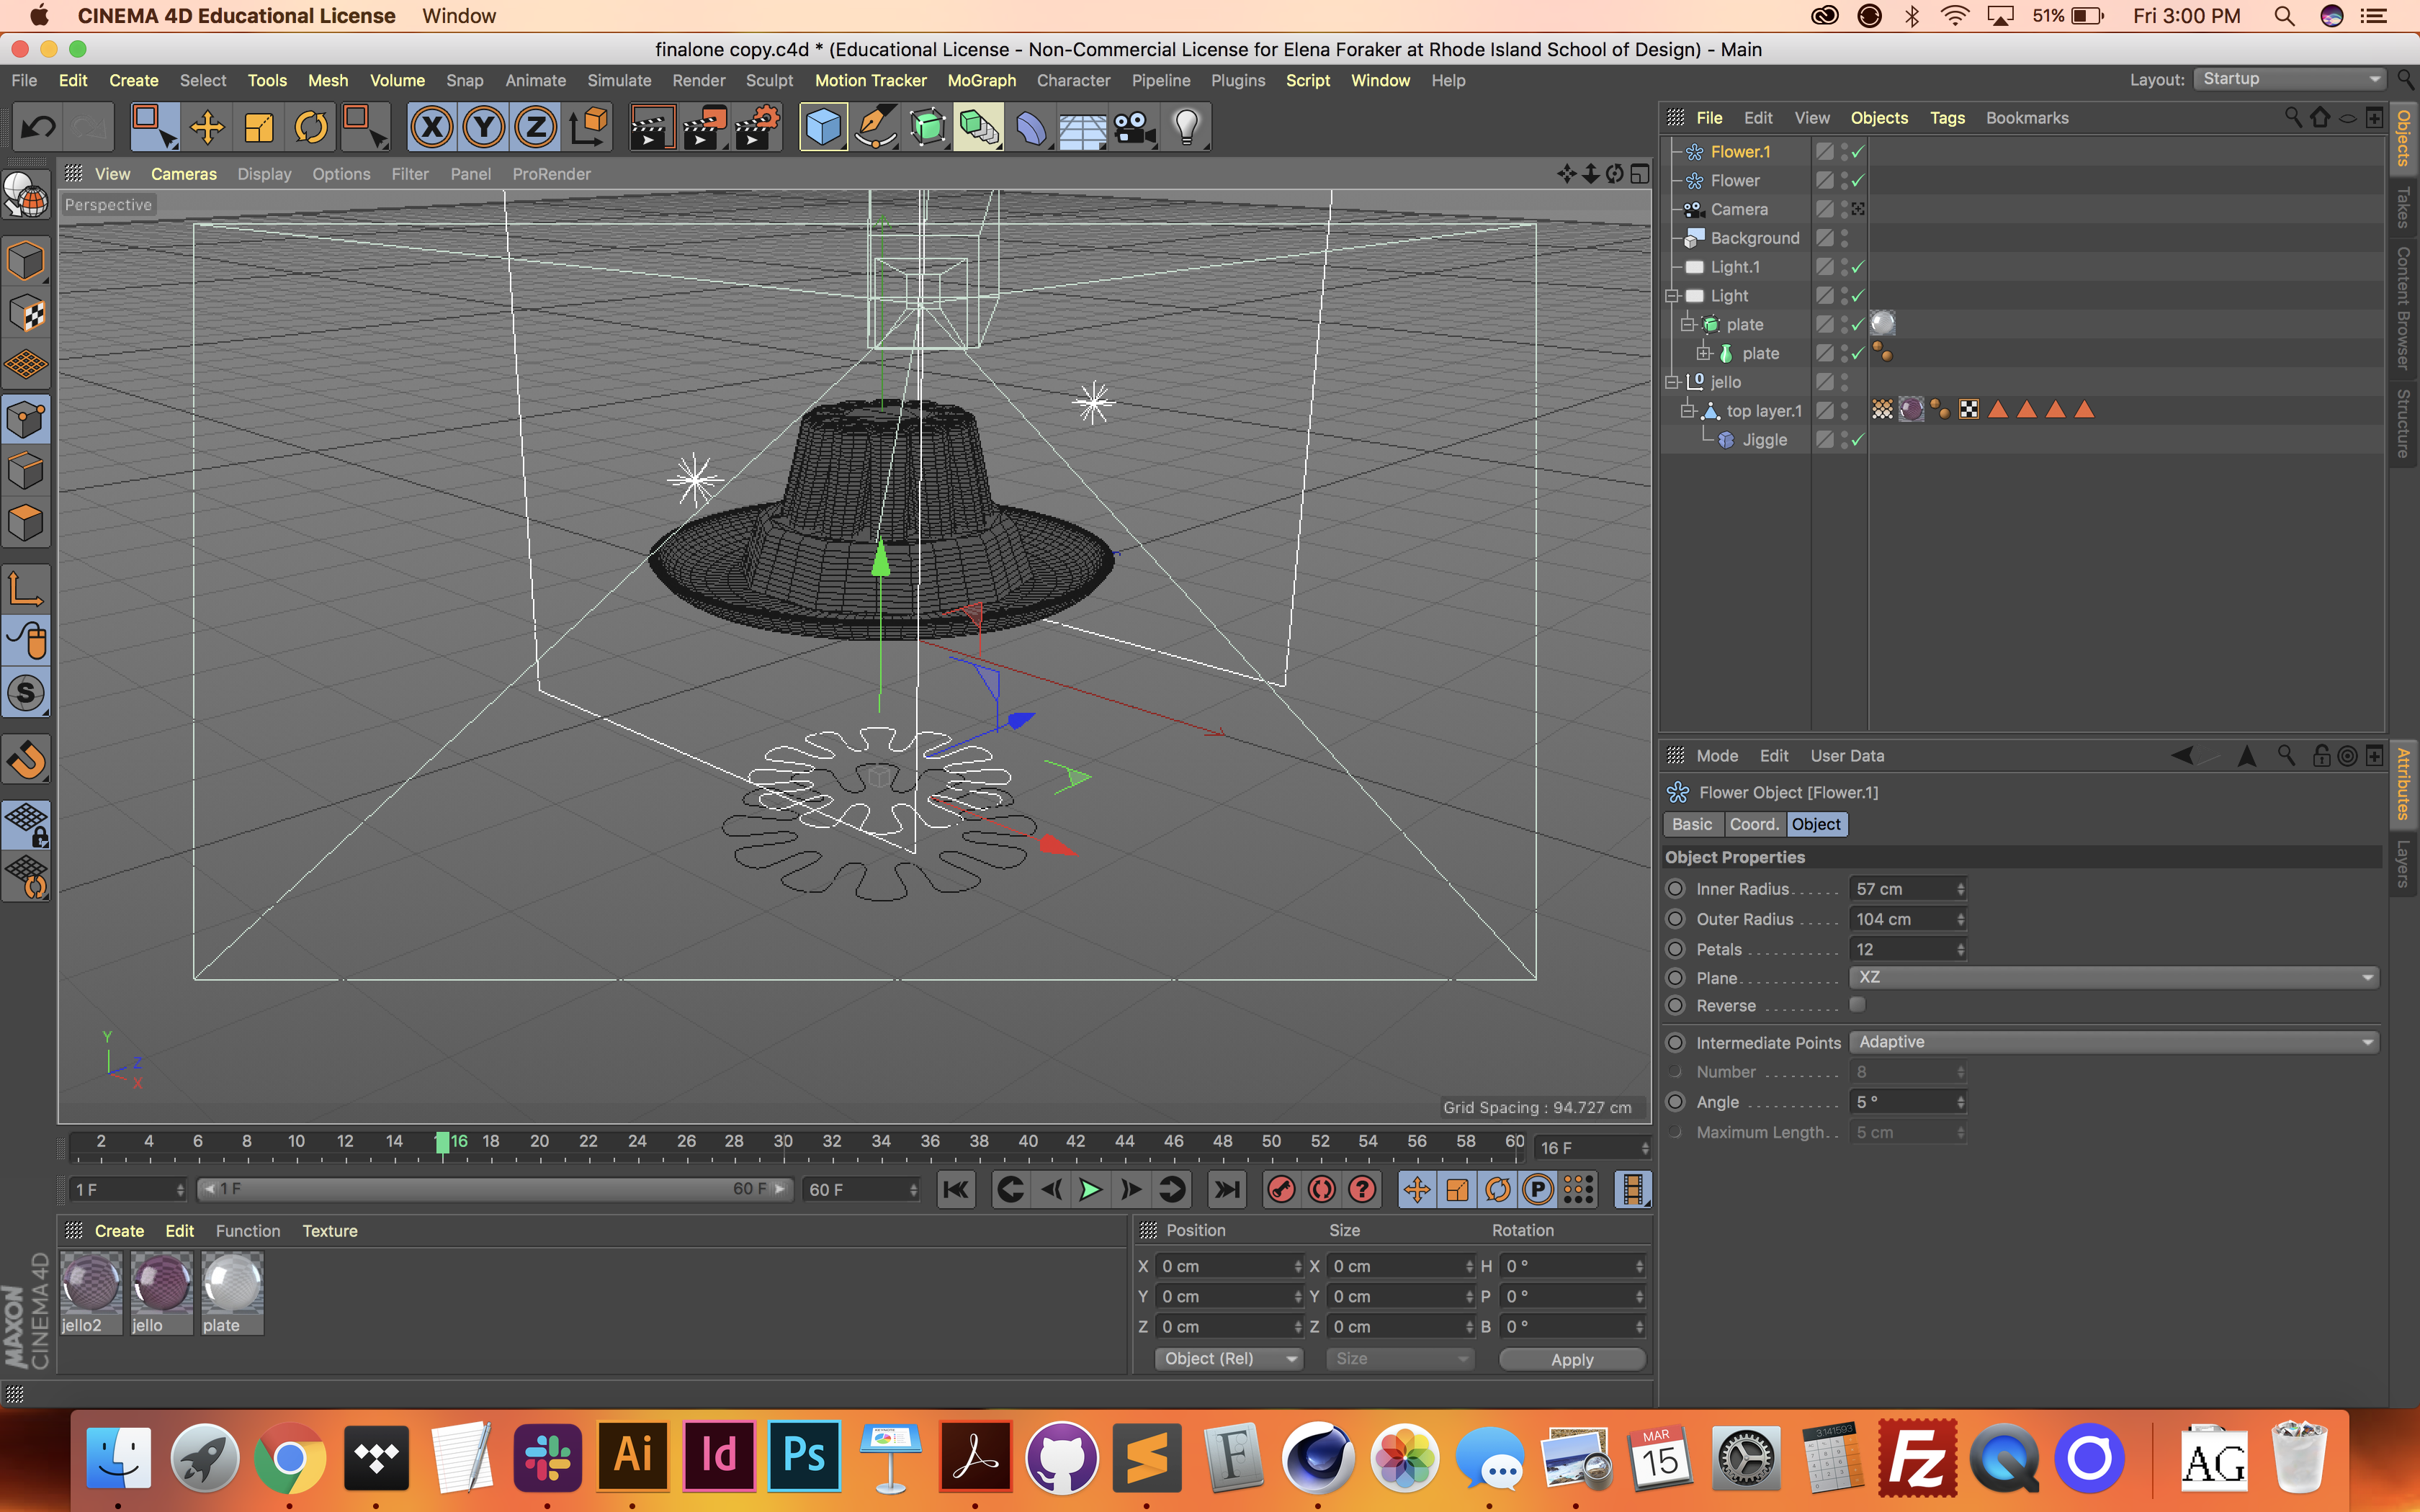 CINEMA 4D Educational License Window 51% Fri 3:00 PM
finalone copy.c4d * (Educational License - Non-Commercial License for Elena Foraker at Rhode Island School of Design) - Main
File Edit Create Select Tools Mesh Volume Snap Animate Simulate Render Sculpt Motion Tracker MoGraph Character Pipeline Plugins Script Window Help Layout: Startup
X Y Z
File Edit View Objects Tags Bookmarks
View Cameras Display Options Filter Panel ProRender
Perspective
Flower.1
Flower
Camera
Background
Light.1
Light
plate
plate
0 jello
top layer.1
Jiggle
Objects
Takes
Content Browser
Structure
S
Y
Z
X
Grid Spacing : 94.727 cm
Mode Edit User Data
Flower Object [Flower.1]
Basic Coord. Object
Object Properties
Inner Radius 57 cm
Outer Radius 104 cm
Petals 12
Plane XZ
Reverse
Intermediate Points Adaptive
Number 8
Angle 5 °
Maximum Length 5 cm
Attributes
Layers
2 4 6 8 10 12 14 16 18 20 22 24 26 28 30 32 34 36 38 40 42 44 46 48 50 52 54 56 58 60 16 F
1 F 1 F 60 F 60 F ? P
Create Edit Function Texture
jello2 jello plate
MAXON
CINEMA 4D
Position Size Rotation
X 0 cm X 0 cm H 0 °
Y 0 cm Y 0 cm P 0 °
Z 0 cm Z 0 cm B 0 °
Object (Rel) Size Apply
Ai Id Ps F MAR 15 3.141593 Fz AG